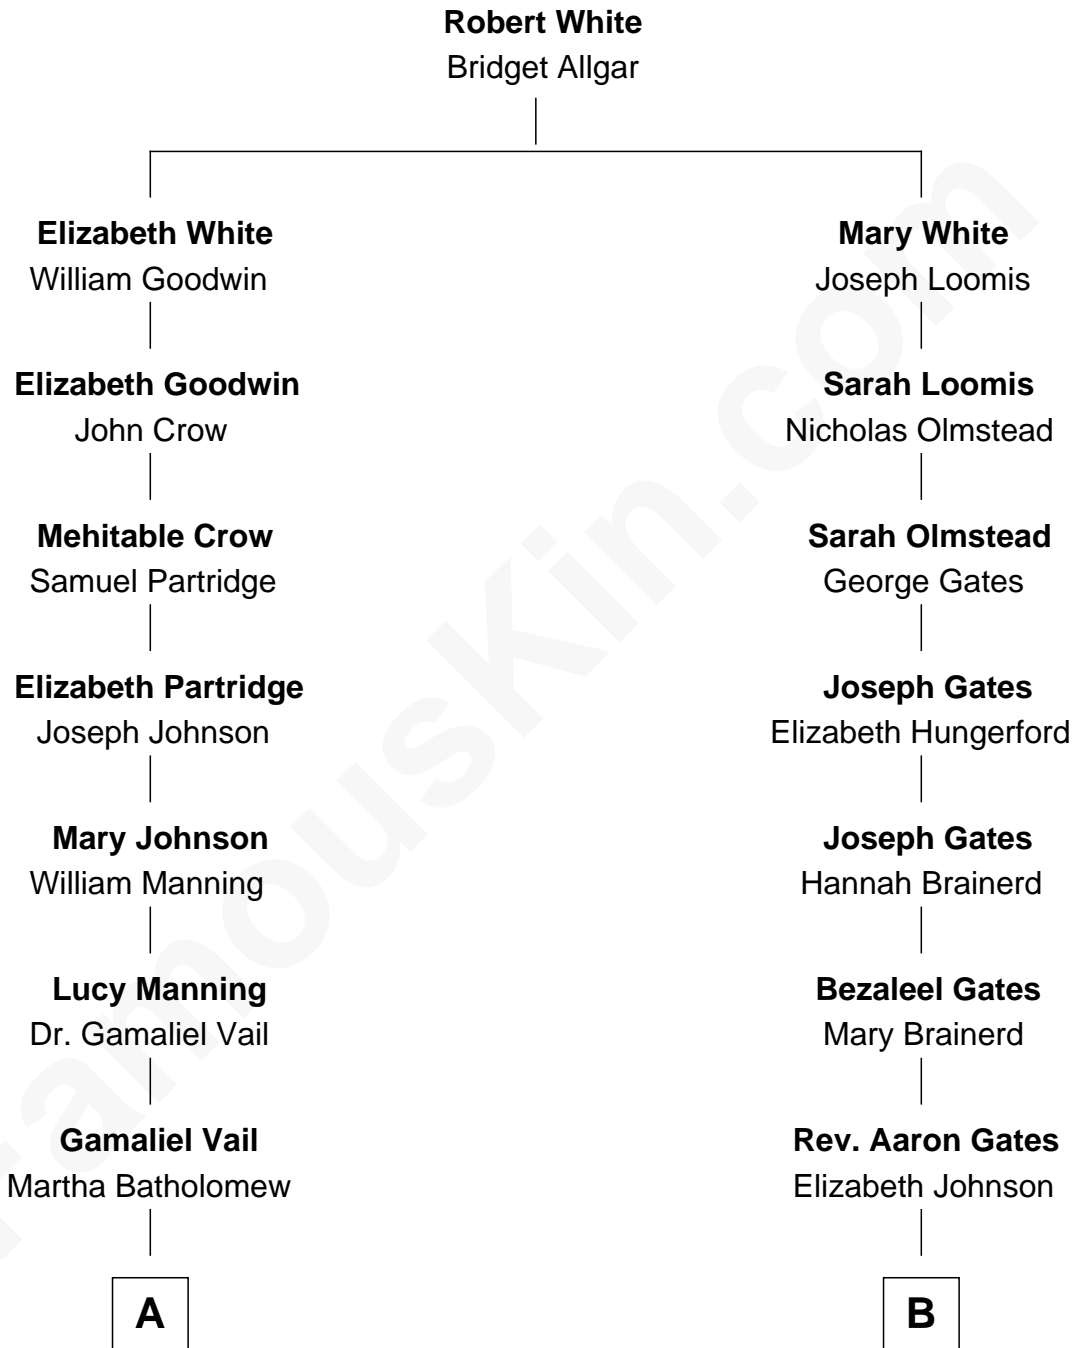 Robert White
Bridget Allgar
Elizabeth White
William Goodwin
Mary White
Joseph Loomis
Elizabeth Goodwin
John Crow
Sarah Loomis
Nicholas Olmstead
Mehitable Crow
Samuel Partridge
Sarah Olmstead
George Gates
Elizabeth Partridge
Joseph Johnson
Joseph Gates
Elizabeth Hungerford
Mary Johnson
William Manning
Joseph Gates
Hannah Brainerd
Lucy Manning
Dr. Gamaliel Vail
Bezaleel Gates
Mary Brainerd
Gamaliel Vail
Martha Batholomew
Rev. Aaron Gates
Elizabeth Johnson
A
B
FamousKin.com